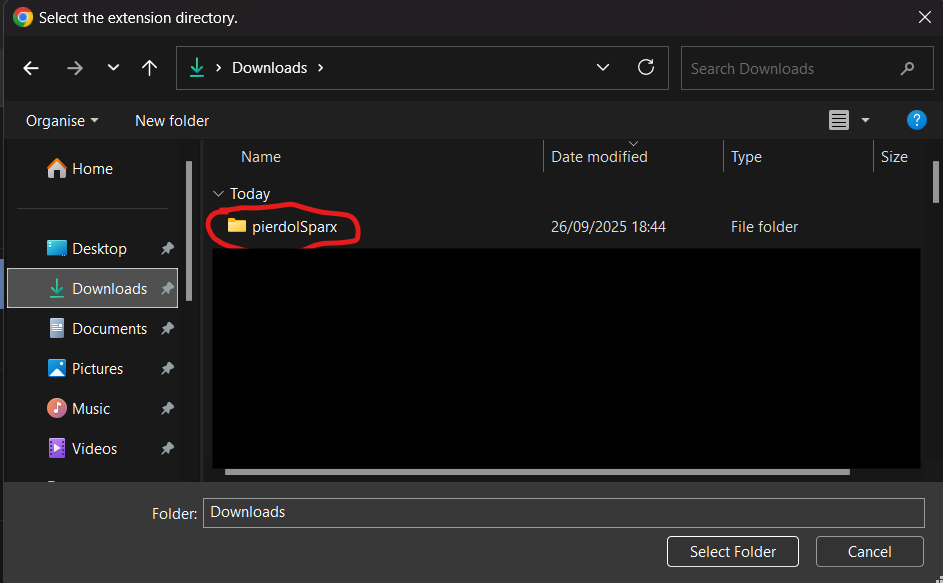 Select the extension directory.
Downloads
Search Downloads
Organise
New folder
?
Name
Date modified
Type
Size
Home
Today
pierdolSparx
26/09/2025 18:44
File folder
Desktop
Downloads
Documents
Pictures
Music
Videos
Folder:
Downloads
Select Folder
Cancel